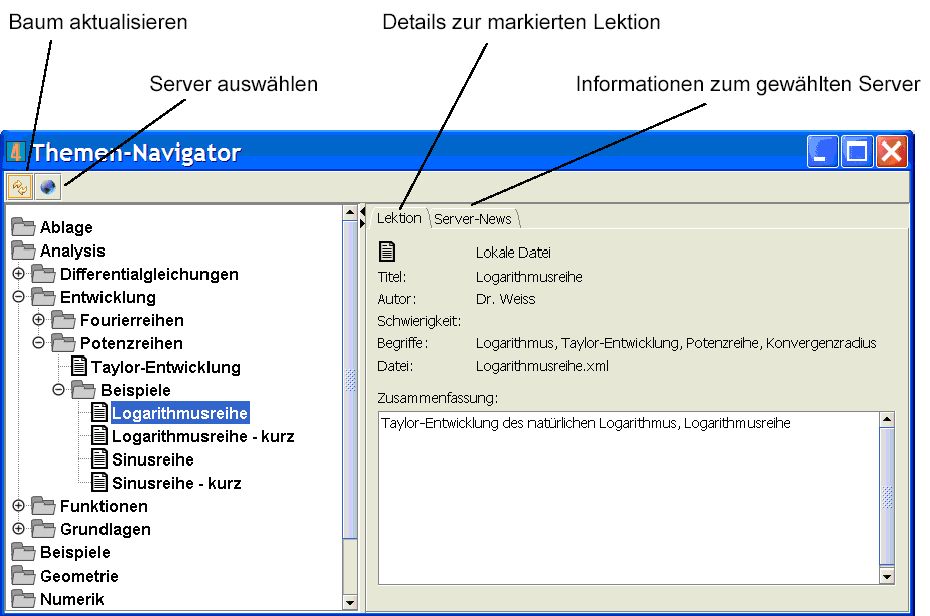 Baum aktualisieren
Details zur markierten Lektion
Server auswählen
Informationen zum gewählten Server
Themen-Navigator
Ablage
Analysis
Differentialgleichungen
Entwicklung
Fourierreihen
Potenzreihen
Taylor-Entwicklung
Beispiele
Logarithmusreihe
Logarithmusreihe - kurz
Sinusreihe
Sinusreihe - kurz
Funktionen
Grundlagen
Beispiele
Geometrie
Numerik
Lektion Server-News
Lokale Datei
Titel: Logarithmusreihe
Autor: Dr. Weiss
Schwierigkeit:
Begriffe: Logarithmus, Taylor-Entwicklung, Potenzreihe, Konvergenzradius
Datei: Logarithmusreihe.xml
Zusammenfassung:
Taylor-Entwicklung des natürlichen Logarithmus, Logarithmusreihe